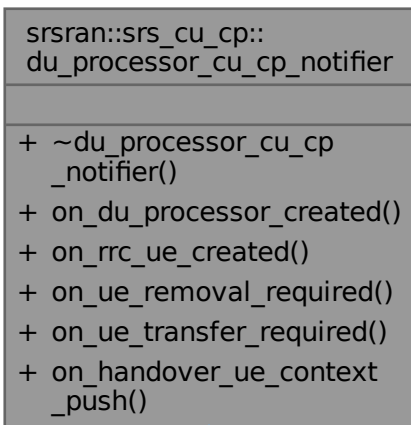 srsran::srs_cu_cp::
du_processor_cu_cp_notifier
+ ~du_processor_cu_cp
_notifier()
+ on_du_processor_created()
+ on_rrc_ue_created()
+ on_ue_removal_required()
+ on_ue_transfer_required()
+ on_handover_ue_context
_push()